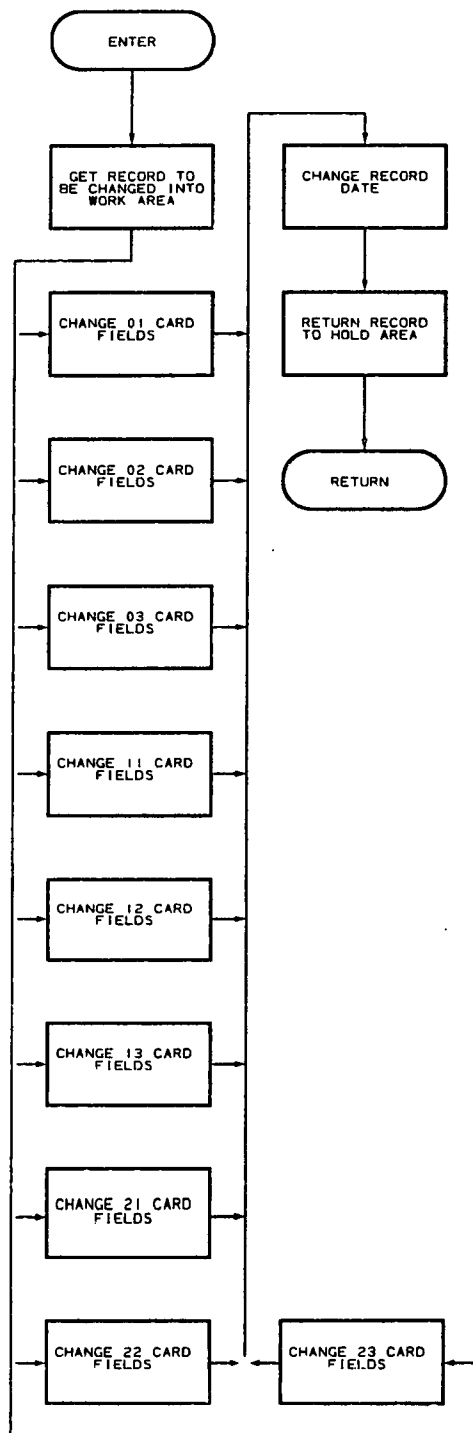 ENTER
GET RECORD TO
BE CHANGED INTO
WORK AREA
CHANGE 01 CARD
FIELDS
CHANGE 02 CARD
FIELDS
CHANGE 03 CARD
FIELDS
CHANGE 11 CARD
FIELDS
CHANGE 12 CARD
FIELDS
CHANGE 13 CARD
FIELDS
CHANGE 21 CARD
FIELDS
CHANGE 22 CARD
FIELDS
CHANGE 23 CARD
FIELDS
CHANGE RECORD
DATE
RETURN RECORD
TO HOLD AREA
RETURN